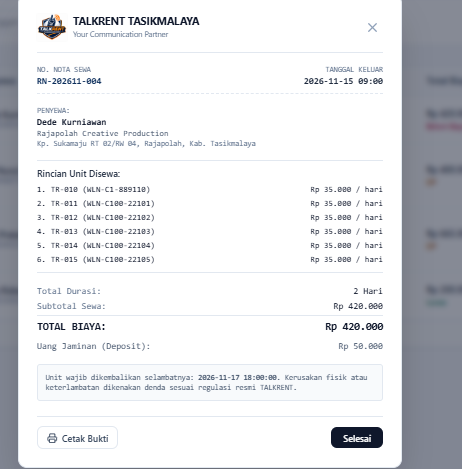 TALKRENT TASIKMALAYA
Your Communication Partner
NO. NOTA SEWA TANGGAL KELUAR
RN-202611-004 2026-11-15 09:00
PENYEWA:
Dede Kurniawan
Rajapolah Creative Production
Kp. Sukamaju RT 02/RW 04, Rajapolah, Kab. Tasikmalaya
Rincian Unit Disewa:
1. TR-010 (WLN-C1-889110) Rp 35.000 / hari
2. TR-011 (WLN-C100-22101) Rp 35.000 / hari
3. TR-012 (WLN-C100-22102) Rp 35.000 / hari
4. TR-013 (WLN-C100-22103) Rp 35.000 / hari
5. TR-014 (WLN-C100-22104) Rp 35.000 / hari
6. TR-015 (WLN-C100-22105) Rp 35.000 / hari
Total Durasi: 2 Hari
Subtotal Sewa: Rp 420.000
TOTAL BIAYA: Rp 420.000
Uang Jaminan (Deposit): Rp 50.000
Unit wajib dikembalikan selambatnya: 2026-11-17 18:00:00. Kerusakan fisik atau
keterlambatan dikenakan denda sesuai regulasi resmi TALKRENT.
Cetak Bukti Selesai